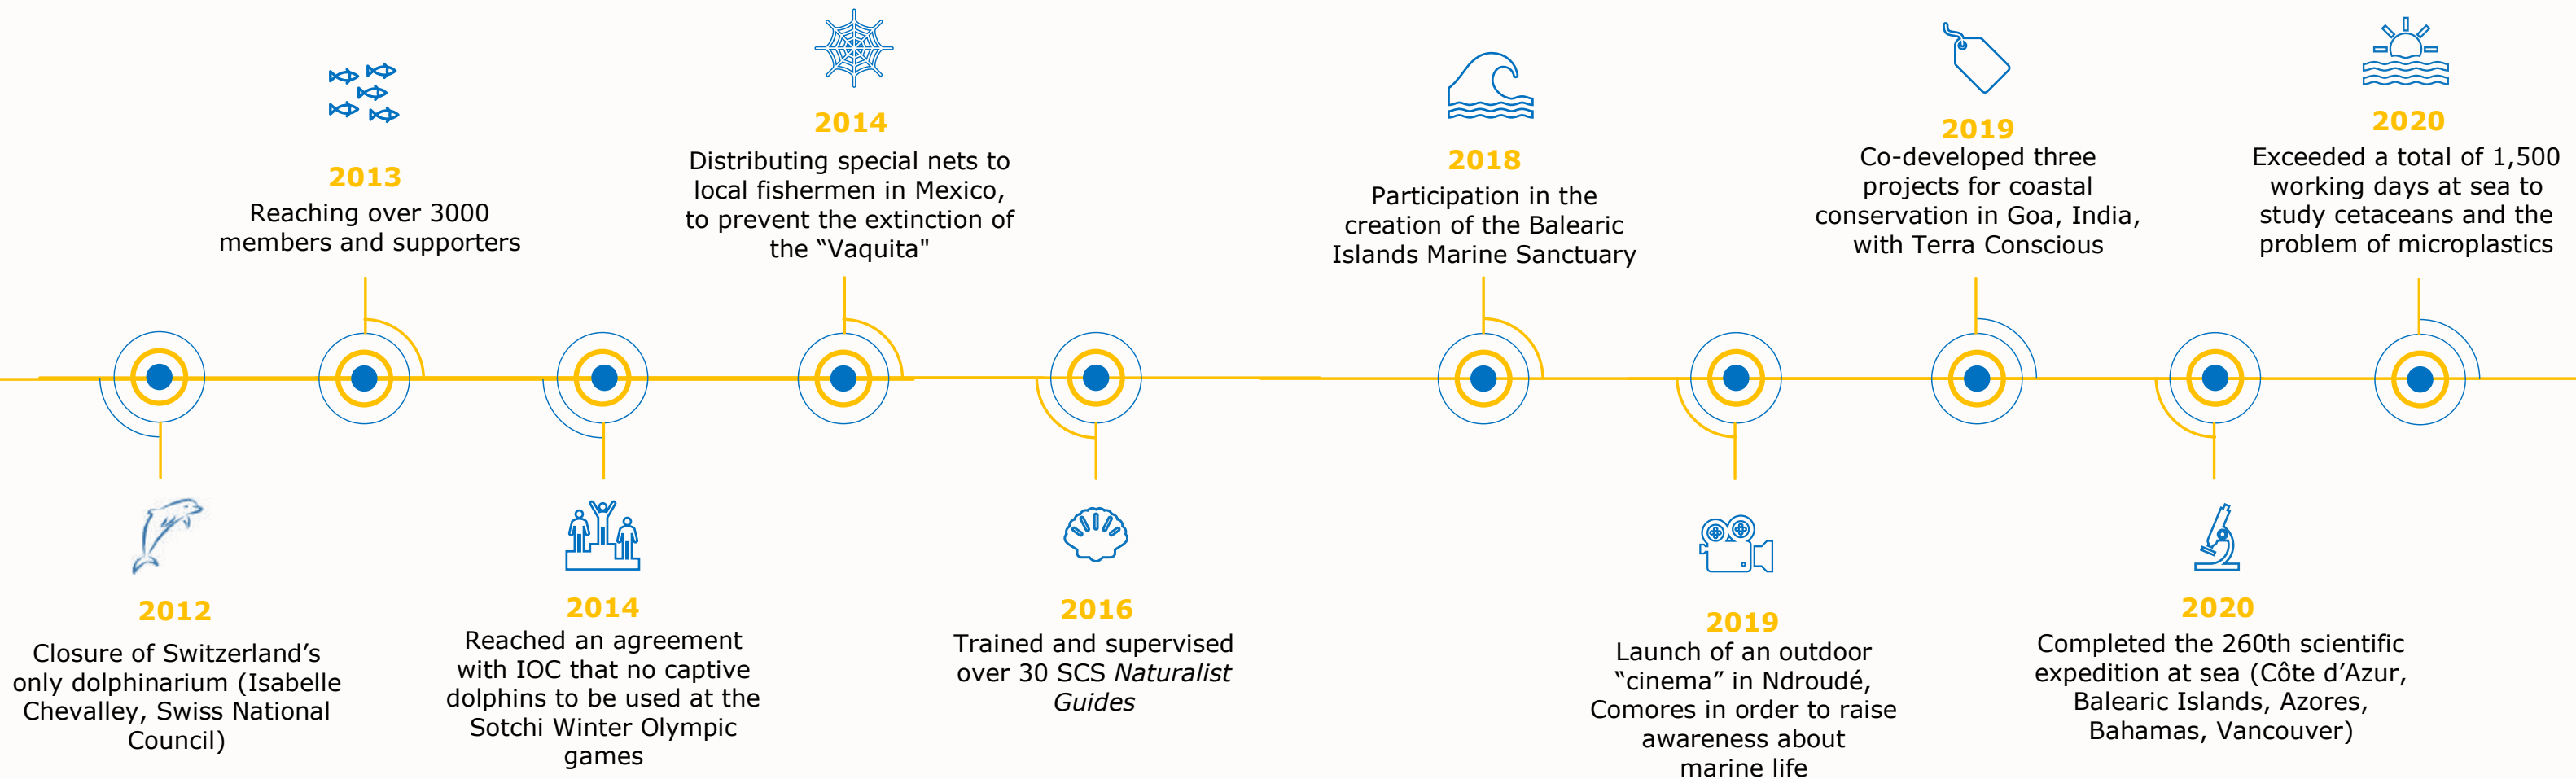 2012
Closure of Switzerland’s
only dolphinarium (Isabelle
Chevalley, Swiss National
Council)
2013
Reaching over 3000
members and supporters
2014
Reached an agreement
with IOC that no captive
dolphins to be used at the
Sotchi Winter Olympic
games
2014
Distributing special nets to
local fishermen in Mexico,
to prevent the extinction of
the “Vaquita"
2016
Trained and supervised
over 30 SCS Naturalist
Guides
2018
Participation in the
creation of the Balearic
Islands Marine Sanctuary
2019
Launch of an outdoor
“cinema” in Ndroudé,
Comores in order to raise
awareness about
marine life
2019
Co-developed three
projects for coastal
conservation in Goa, India,
with Terra Conscious
2020
Completed the 260th scientific
expedition at sea (Côte d’Azur,
Balearic Islands, Azores,
Bahamas, Vancouver)
2020
Exceeded a total of 1,500
working days at sea to
study cetaceans and the
problem of microplastics